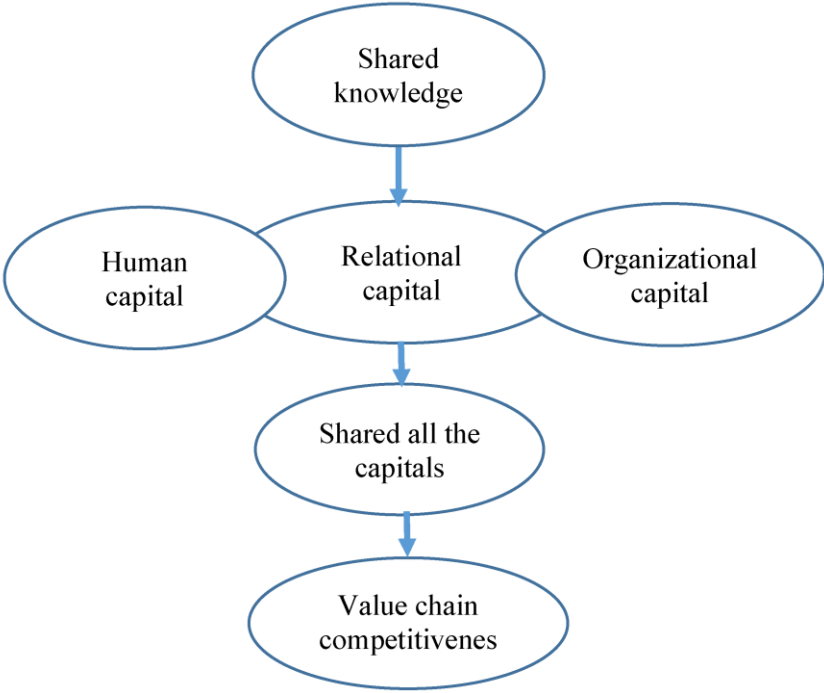 Shared
knowledge
Human
capital
Relational
capital
Organizational
capital
Shared all the
capitals
Value chain
competitivenes